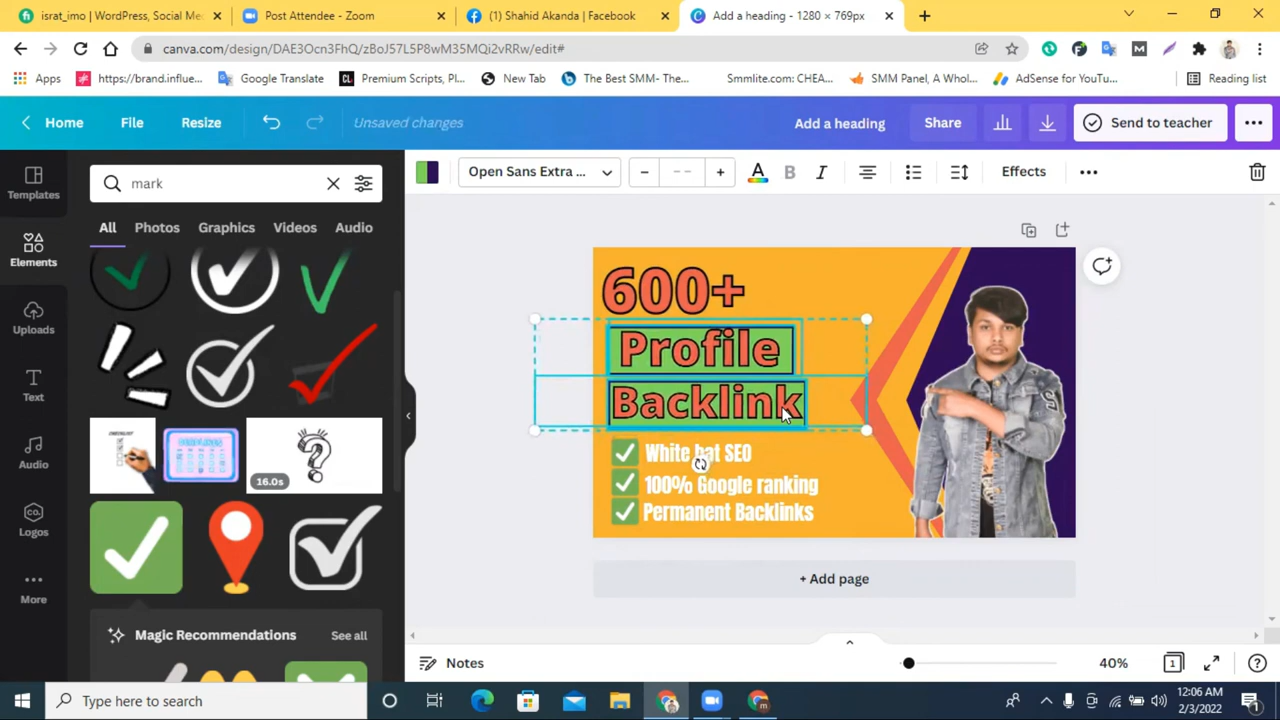 israt_imo | WordPress, Social Me
Post Attendee - Zoom
(1) Shahid Akanda | Facebook
Add a heading - 1280 × 769px
canva.com/design/DAE3Ocn3FhQ/zBoJ57L5P8wM35MQi2vRRw/edit#
Apps
https://brand.influe...
Google Translate
Premium Scripts, Pl...
New Tab
The Best SMM- The...
Smmlite.com: CHEA...
SMM Panel, A Whol...
AdSense for YouTu...
Reading list
Home
File
Resize
Unsaved changes
Add a heading
Share
Send to teacher
Templates
Elements
Uploads
Text
Audio
Logos
More
mark
All
Photos
Graphics
Videos
Audio
16.0s
Magic Recommendations
See all
Open Sans Extra ...
B
I
Effects
600+
Profile
Backlink
White hat SEO
100% Google ranking
Permanent Backlinks
+ Add page
Notes
40%
1
Type here to search
12:06 AM
2/3/2022